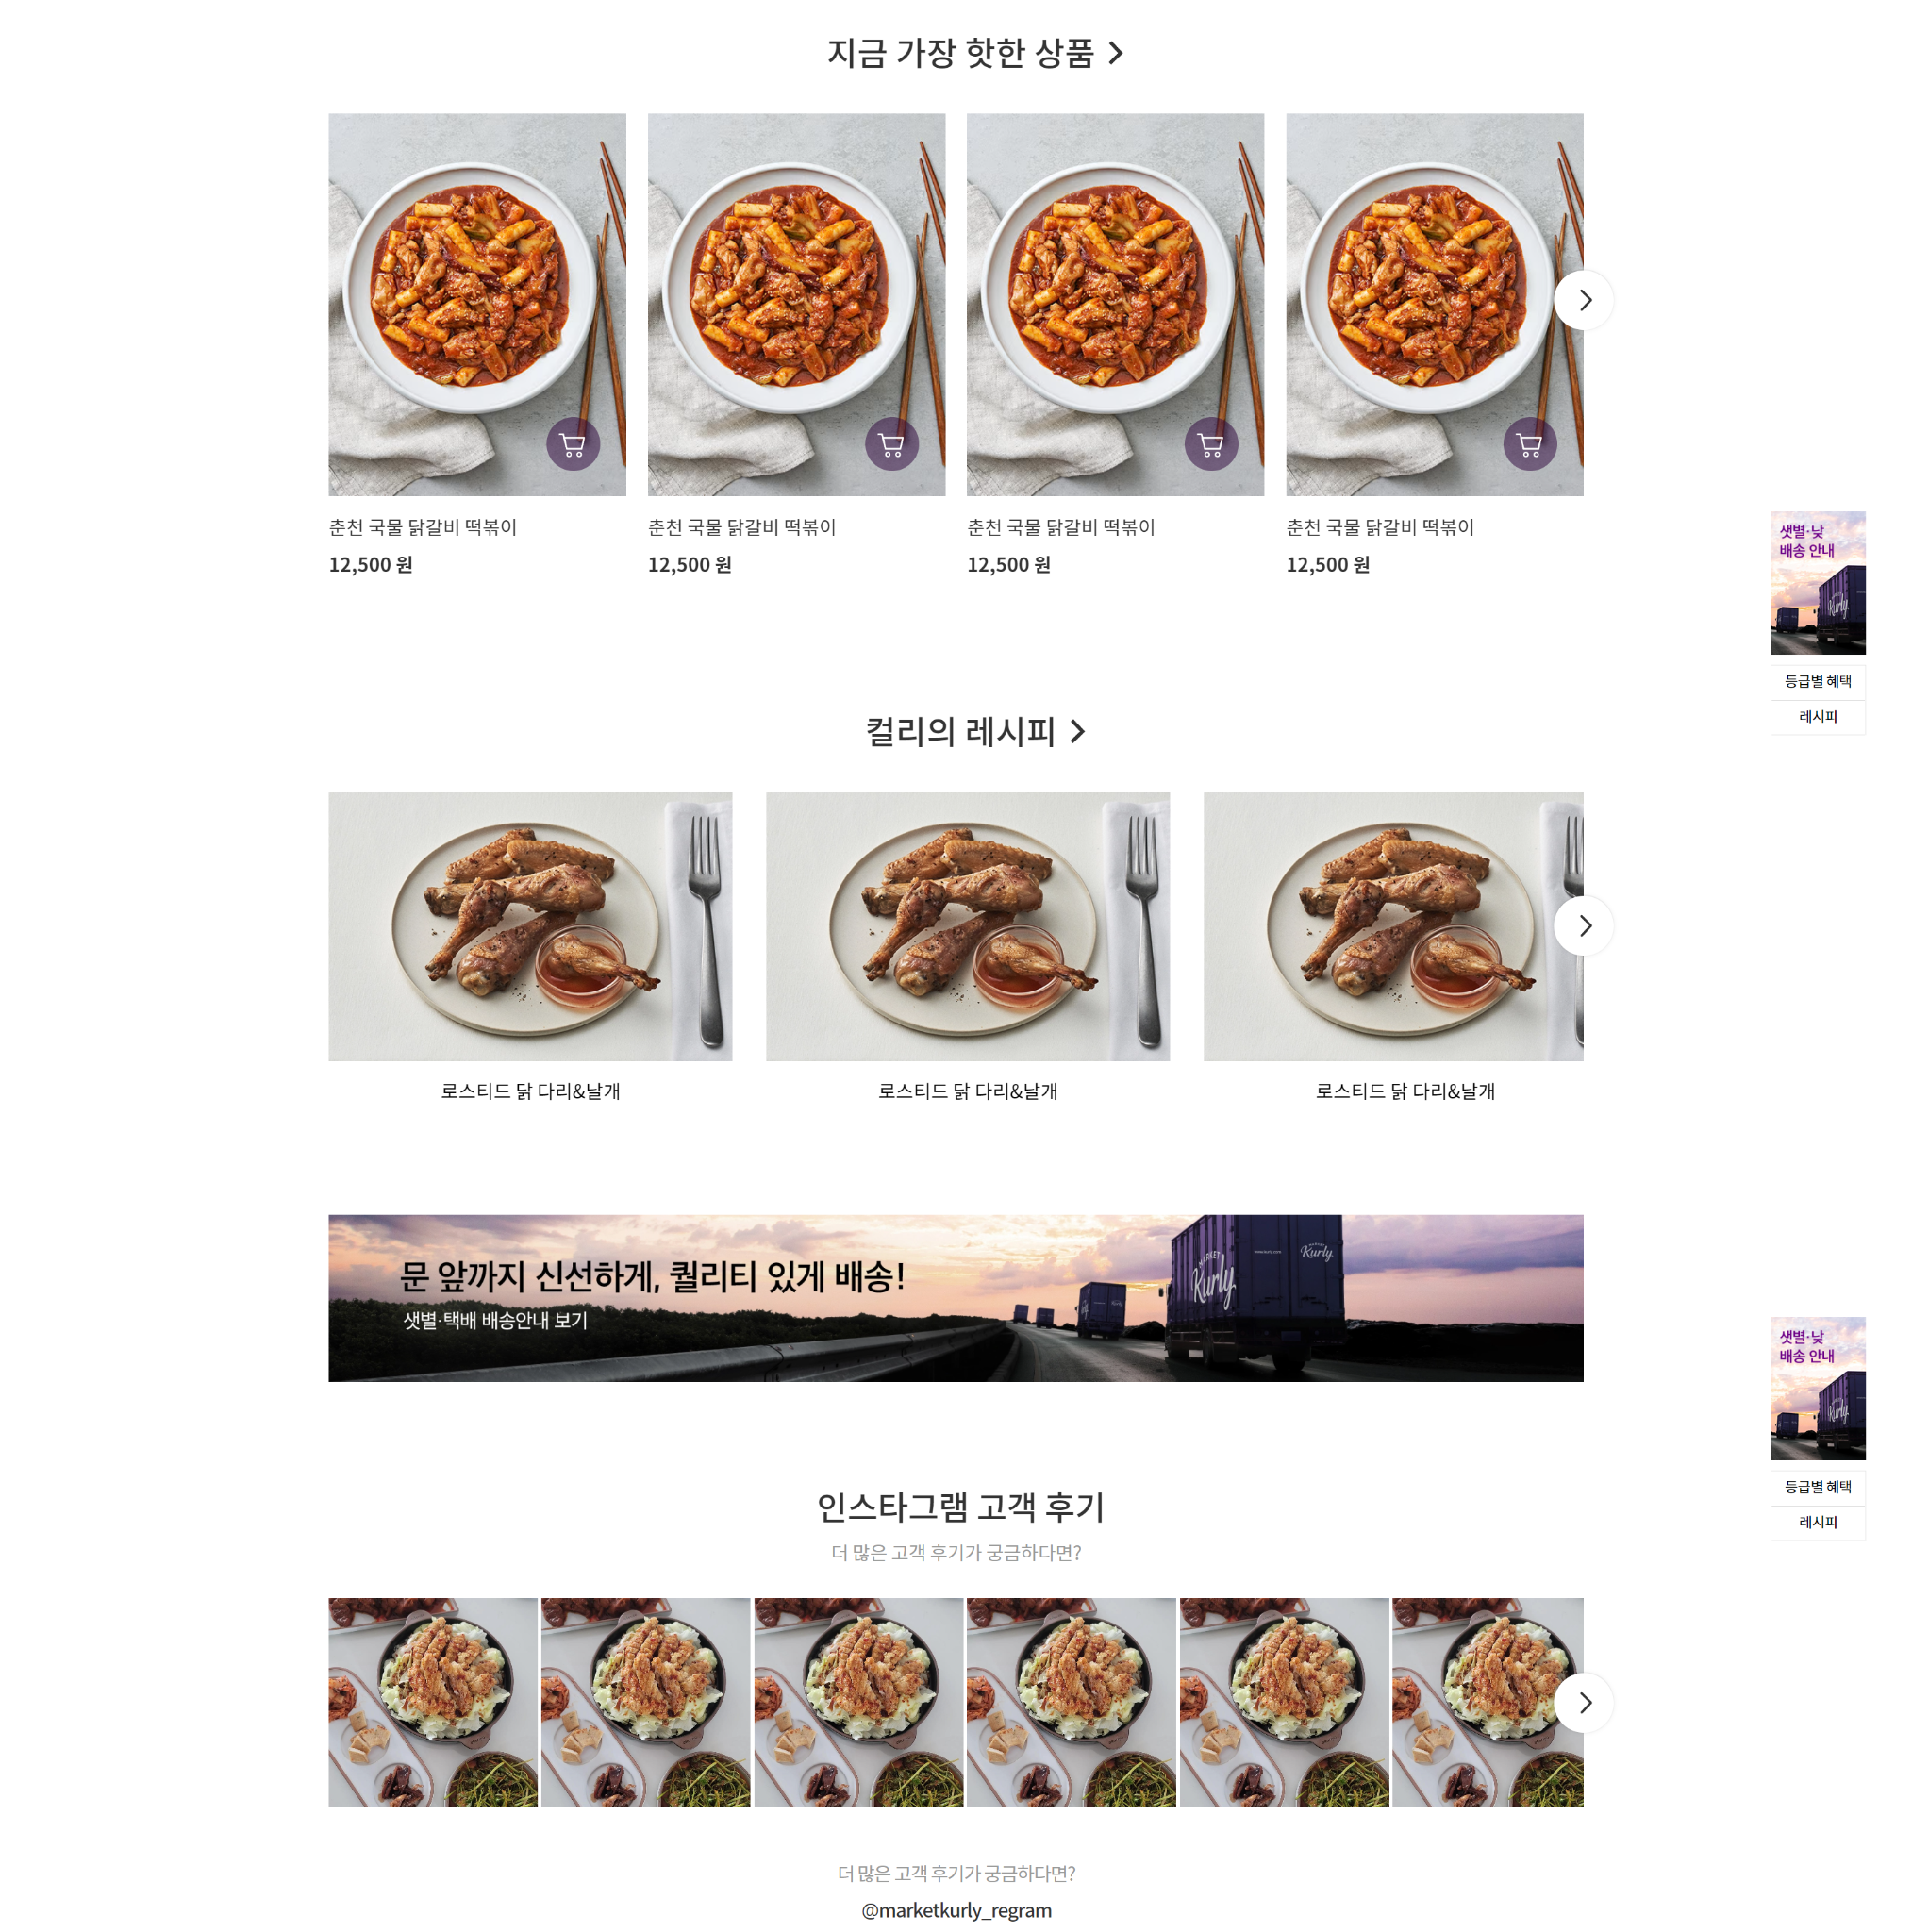 지금 가장 핫한 상품
춘천 국물 닭갈비 떡볶이
12,500 원
춘천 국물 닭갈비 떡볶이
12,500 원
춘천 국물 닭갈비 떡볶이
12,500 원
춘천 국물 닭갈비 떡볶이
12,500 원
샛별·낮
배송 안내
Kurly
등급별 혜택
레시피
컬리의 레시피
로스티드 닭 다리&날개
로스티드 닭 다리&날개
로스티드 닭 다리&날개
문 앞까지 신선하게, 퀄리티 있게 배송!
샛별·택배 배송안내 보기
MARKET
Kurly
www.kurly.com
Kurly
샛별·낮
배송 안내
Kurly
등급별 혜택
레시피
인스타그램 고객 후기
더 많은 고객 후기가 궁금하다면?
더 많은 고객 후기가 궁금하다면?
@marketkurly_regram